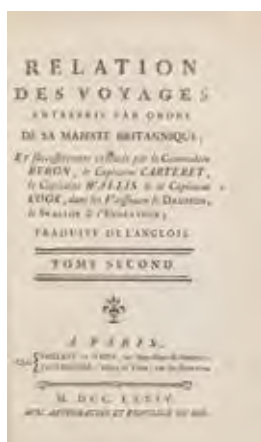 RELATION
DES VOYAGES
ENTREPRIS PAR ORDRE
DE SA MAJESTÉ BRITANNIQUE,
Et successivement exécutés par le Commodore
BYRON, le Capitaine CARTERET,
le Capitaine WALLIS & le Capitaine
COOK, dans les Vaisseaux le DAUPHIN,
le SWALLOW & l'ENDEAVOUR;
TRADUITE DE L'ANGLOIS.
TOME SECOND.
A PARIS,
M. DCC. LXXIV.
AVEC APPROBATION ET PRIVILEGE DU ROI.